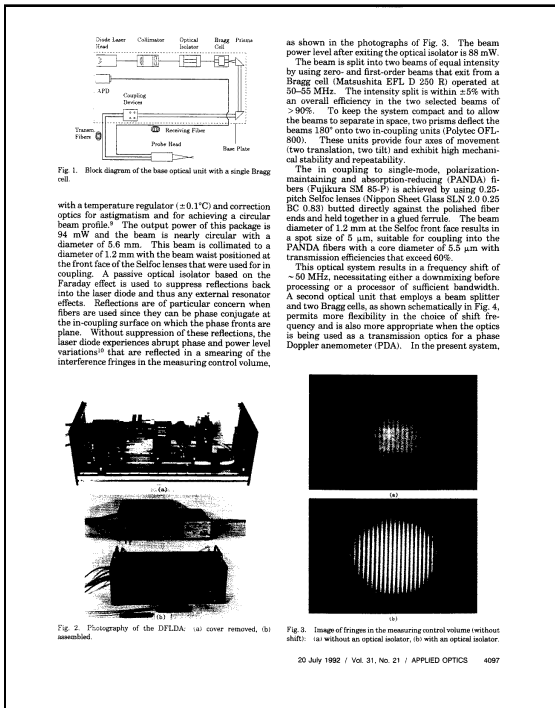 Diode Laser Head
Collimator
Optical Isolator
Bragg Cell
Prisms
APD
Coupling Devices
Transm. Fibers
Receiving Fiber
Probe Head
Base Plate
Fig. 1. Block diagram of the base optical unit with a single Bragg
cell.
with a temperature regulator (±0.1°C) and correction
optics for astigmatism and for achieving a circular
beam profile.⁹ The output power of this package is
94 mW and the beam is nearly circular with a
diameter of 5.6 mm. This beam is collimated to a
diameter of 1.2 mm with the beam waist positioned at
the front face of the Selfoc lenses that were used for in
coupling. A passive optical isolator based on the
Faraday effect is used to suppress reflections back
into the laser diode and thus any external resonator
effects. Reflections are of particular concern when
fibers are used since they can be phase conjugate at
the in-coupling surface on which the phase fronts are
plane. Without suppression of these reflections, the
laser diode experiences abrupt phase and power level
variations¹⁰ that are reflected in a smearing of the
interference fringes in the measuring control volume,
(a)
(b)
Fig. 2. Photography of the DFLDA: (a) cover removed, (b)
assembled.
as shown in the photographs of Fig. 3. The beam
power level after exiting the optical isolator is 88 mW.
The beam is split into two beams of equal intensity
by using zero- and first-order beams that exit from a
Bragg cell (Matsushita EFL D 250 R) operated at
50–55 MHz. The intensity split is within ±5% with
an overall efficiency in the two selected beams of
>90%. To keep the system compact and to allow
the beams to separate in space, two prisms deflect the
beams 180° onto two in-coupling units (Polytec OFL-
800). These units provide four axes of movement
(two translation, two tilt) and exhibit high mechani-
cal stability and repeatability.
The in coupling to single-mode, polarization-
maintaining and absorption-reducing (PANDA) fi-
bers (Fujikura SM 85-P) is achieved by using 0.25-
pitch Selfoc lenses (Nippon Sheet Glass SLN 2.0 0.25
BC 0.83) butted directly against the polished fiber
ends and held together in a glued ferrule. The beam
diameter of 1.2 mm at the Selfoc front face results in
a spot size of 5 μm, suitable for coupling into the
PANDA fibers with a core diameter of 5.5 μm with
transmission efficiencies that exceed 60%.
This optical system results in a frequency shift of
~50 MHz, necessitating either a downmixing before
processing or a processor of sufficient bandwidth.
A second optical unit that employs a beam splitter
and two Bragg cells, as shown schematically in Fig. 4,
permits more flexibility in the choice of shift fre-
quency and is also more appropriate when the optics
is being used as a transmission optics for a phase
Doppler anemometer (PDA). In the present system,
(a)
(b)
Fig. 3. Image of fringes in the measuring control volume (without
shift): (a) without an optical isolator, (b) with an optical isolator.
20 July 1992 / Vol. 31, No. 21 / APPLIED OPTICS 4097